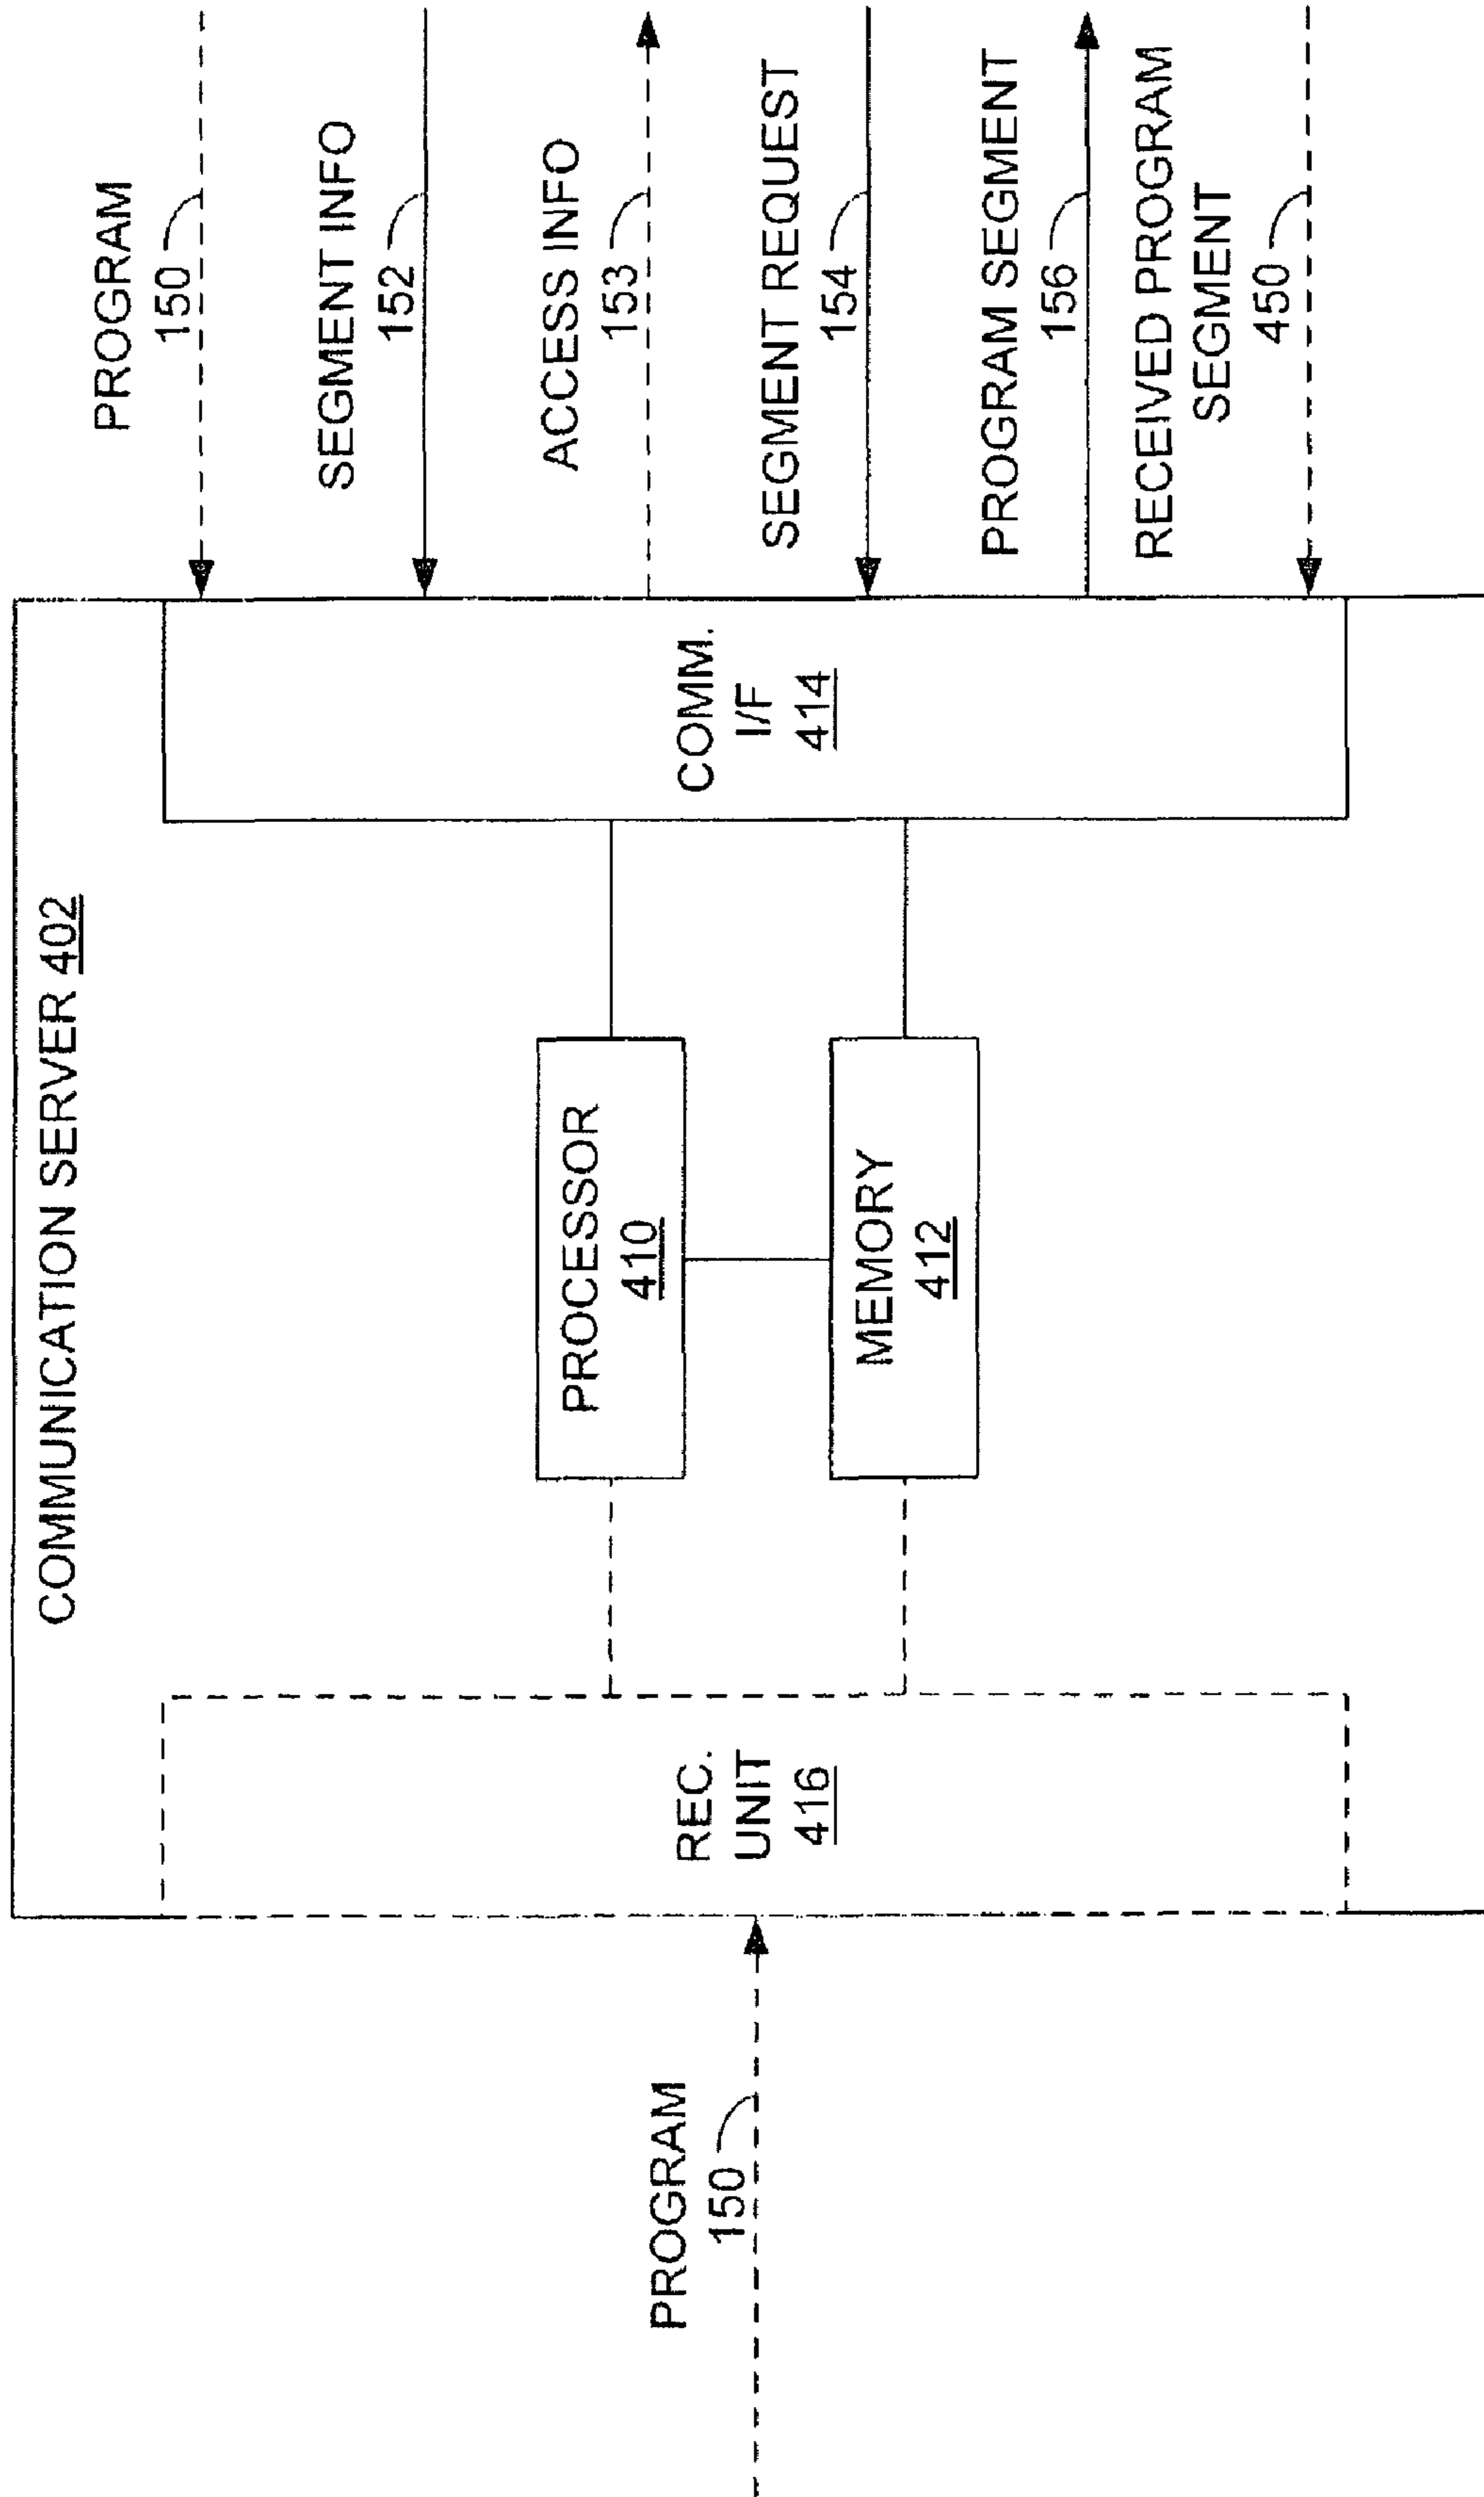 COMMUNICATION SERVER 402
PROGRAM
150
REC.
UNIT
416
PROCESSOR
410
MEMORY
412
COMM.
I/F
414
PROGRAM
150
SEGMENT INFO
152
ACCESS INFO
153
SEGMENT REQUEST
154
PROGRAM SEGMENT
156
RECEIVED PROGRAM
SEGMENT
450